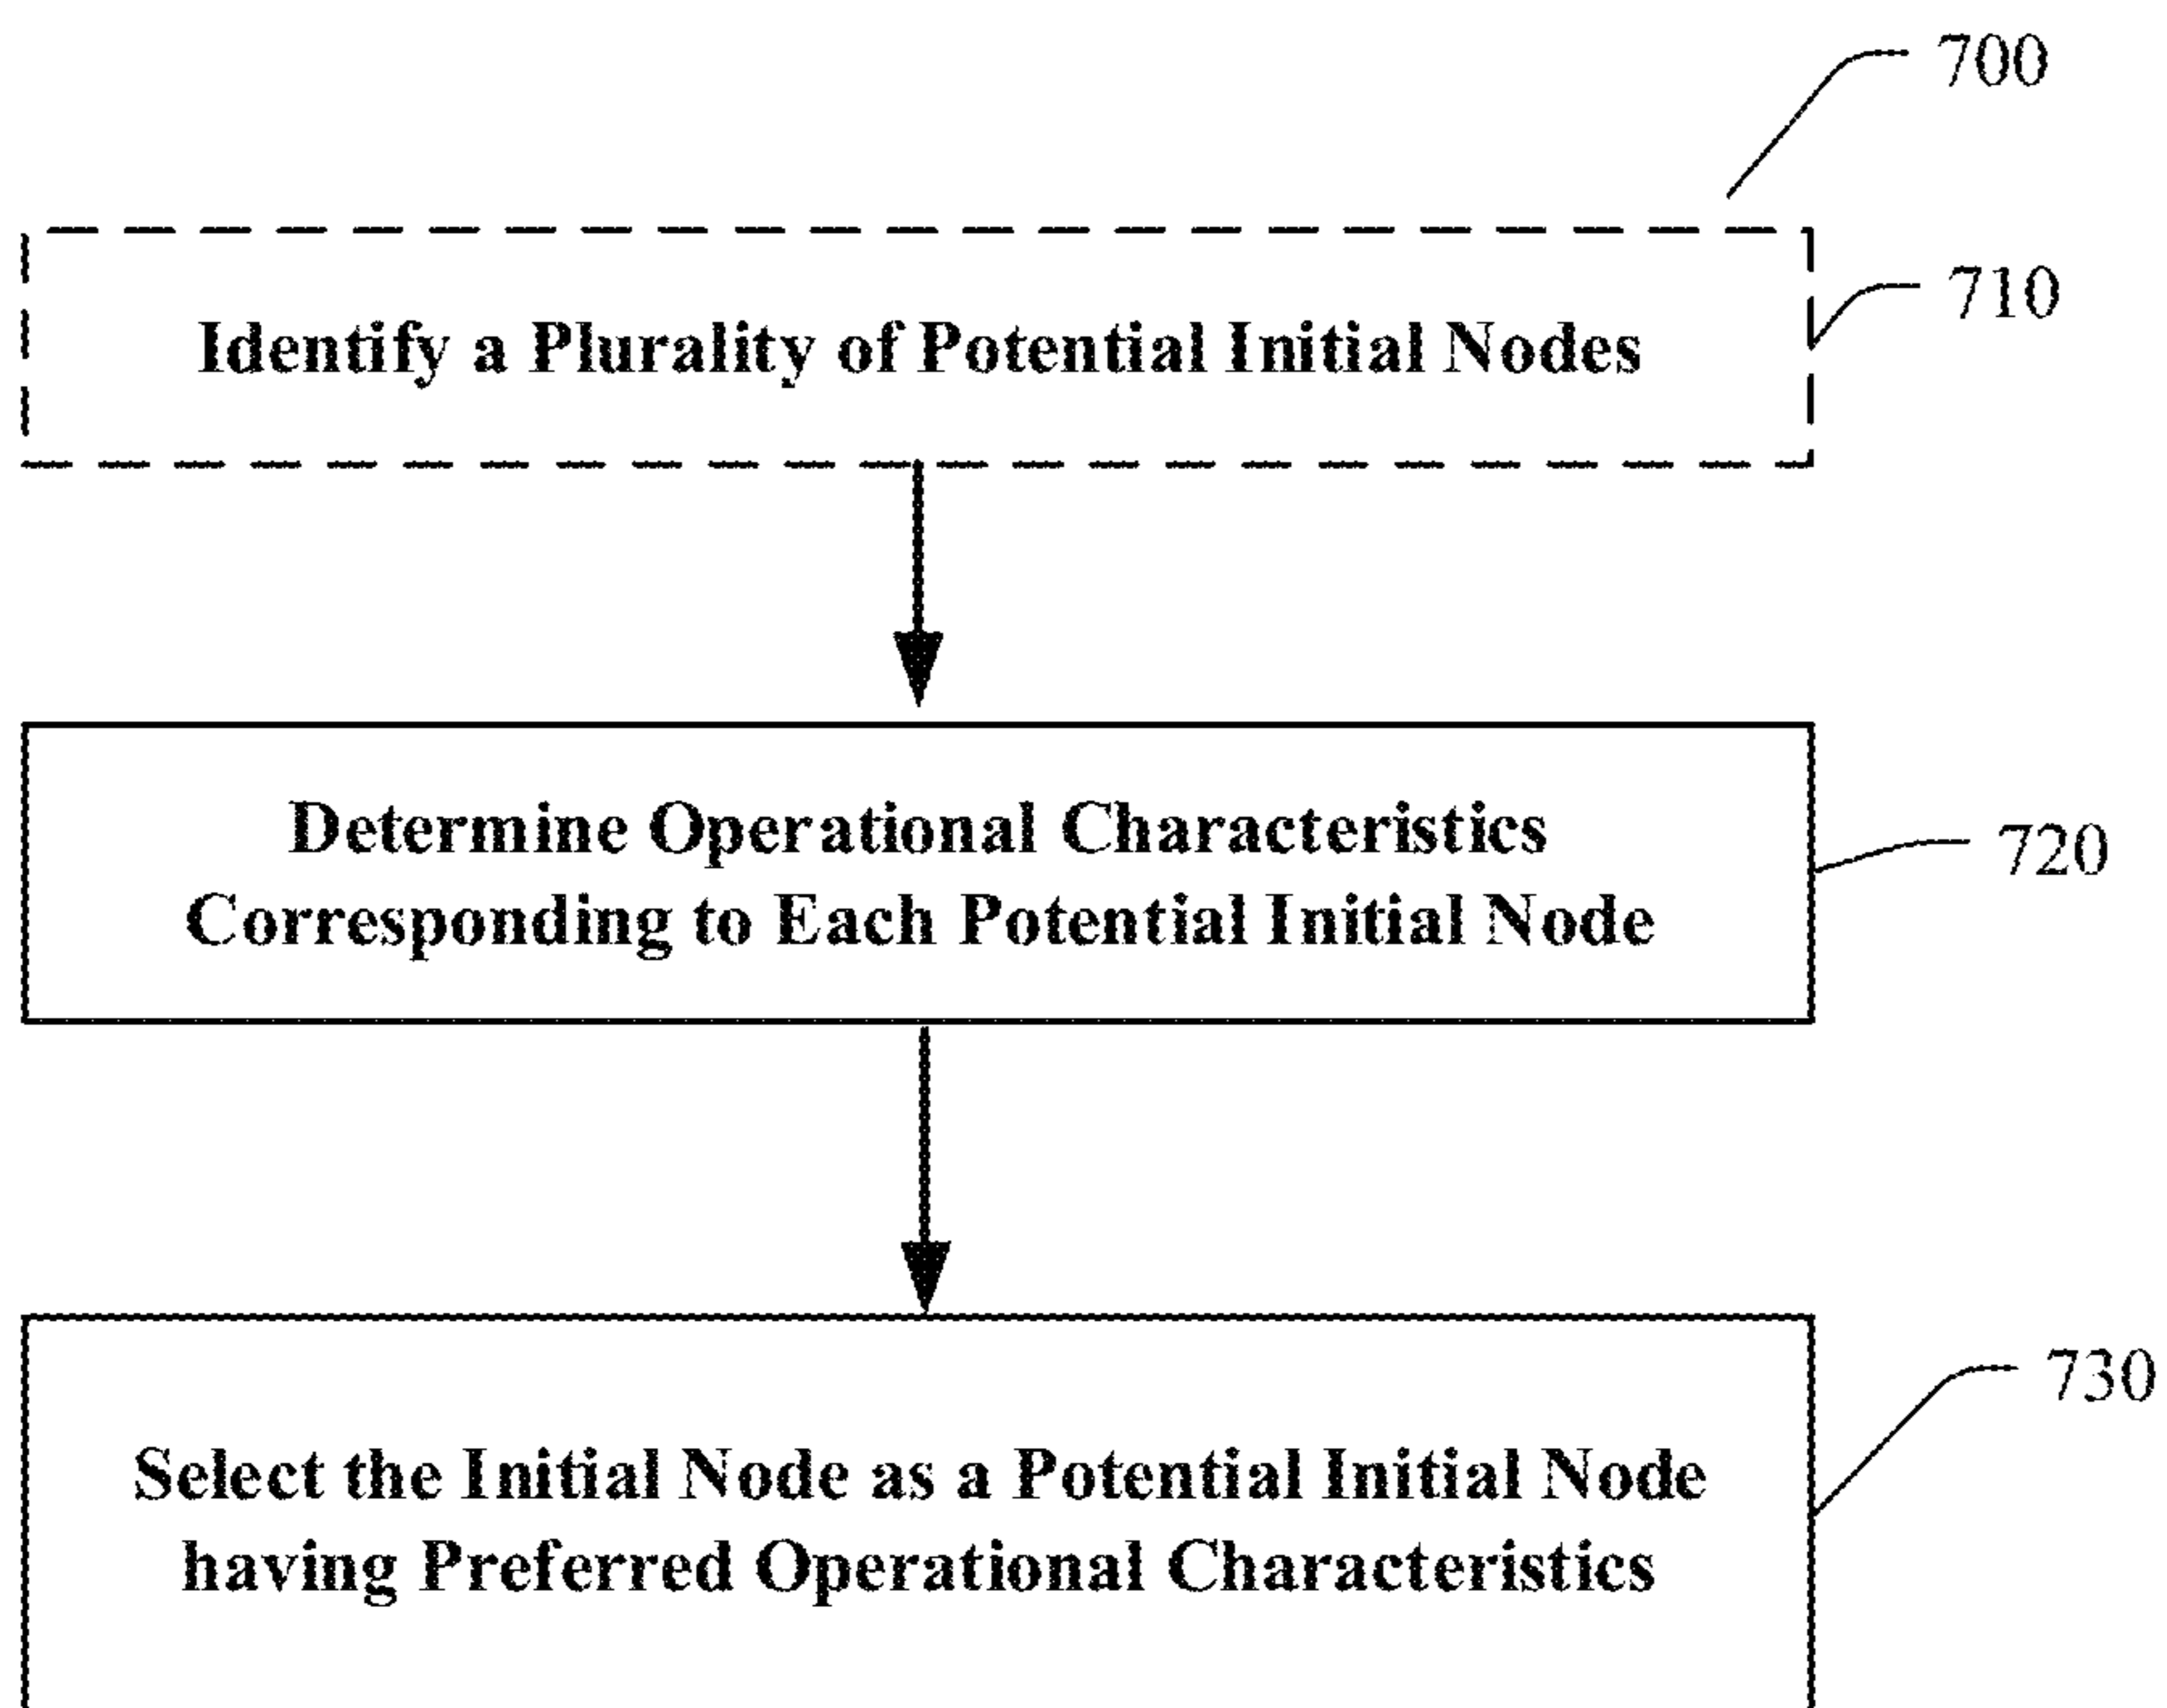 700
710
Identify a Plurality of Potential Initial Nodes
Determine Operational Characteristics
Corresponding to Each Potential Initial Node
720
730
Select the Initial Node as a Potential Initial Node
having Preferred Operational Characteristics